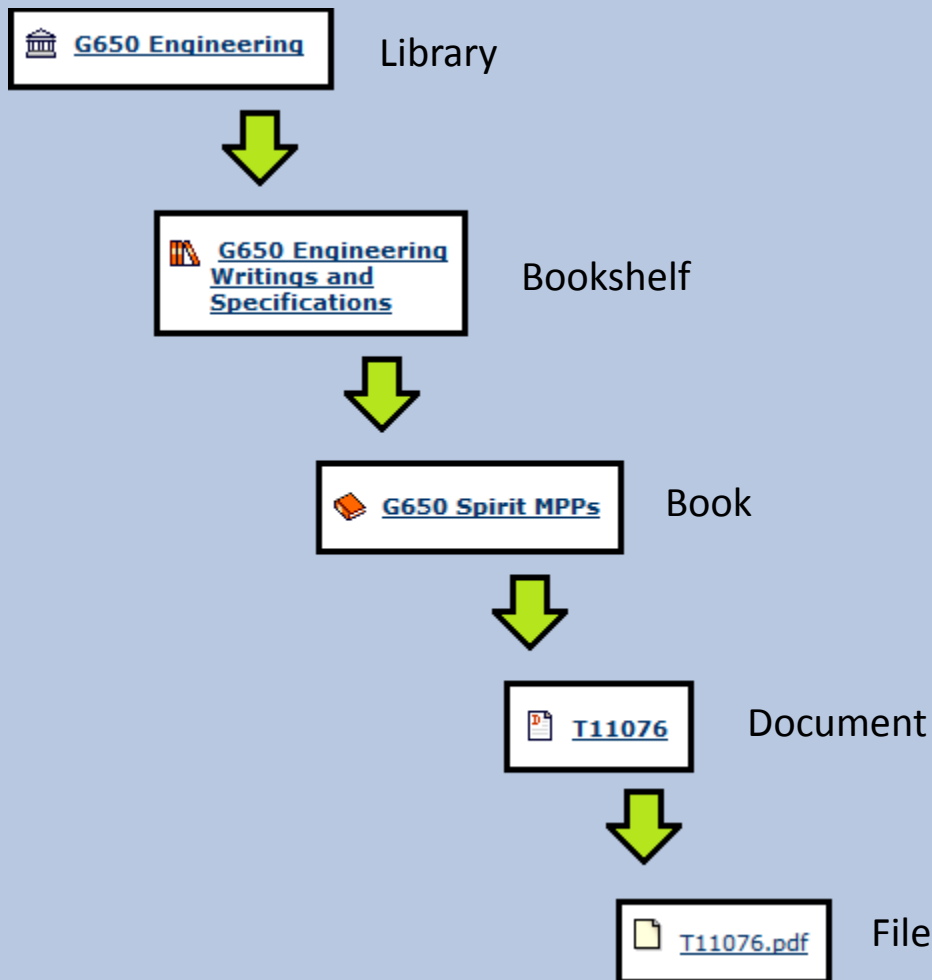 G650 Engineering
Library
G650 Engineering
Writings and
Specifications
Bookshelf
G650 Spirit MPPs
Book
T11076
Document
T11076.pdf
File